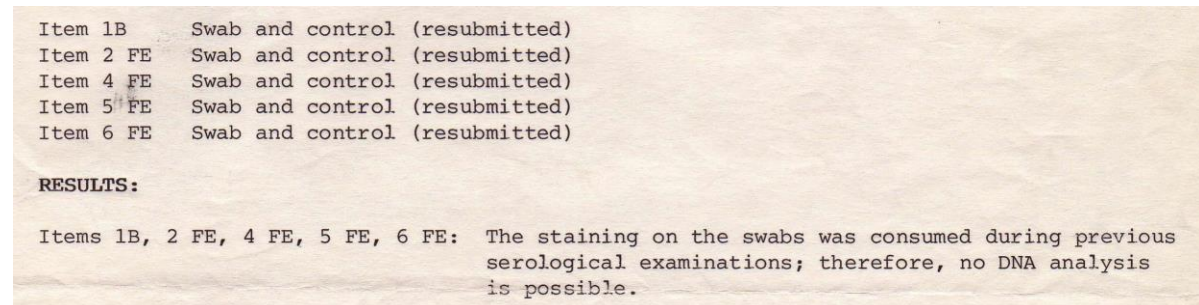 Item 1B Swab and control (resubmitted)
Item 2 FE Swab and control (resubmitted)
Item 4 FE Swab and control (resubmitted)
Item 5 FE Swab and control (resubmitted)
Item 6 FE Swab and control (resubmitted)
RESULTS:
Items 1B, 2 FE, 4 FE, 5 FE, 6 FE: The staining on the swabs was consumed during previous
serological examinations; therefore, no DNA analysis
is possible.